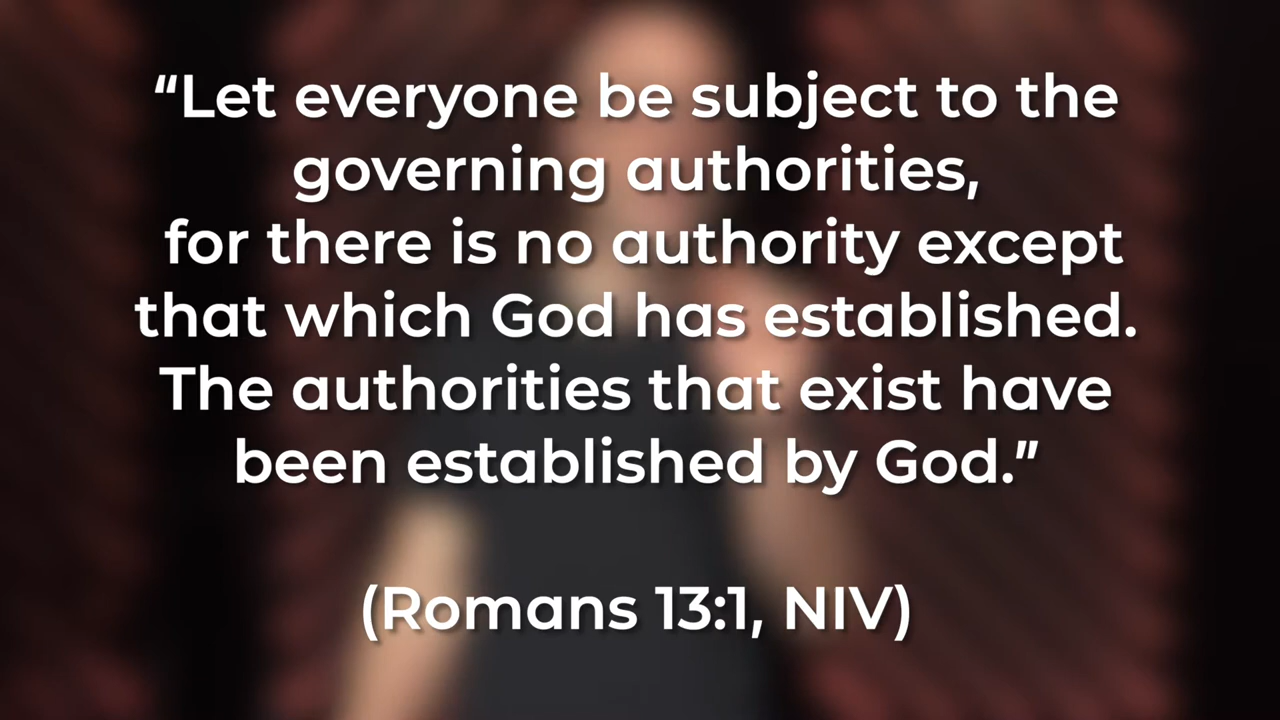 “Let everyone be subject to the
governing authorities,
for there is no authority except
that which God has established.
The authorities that exist have
been established by God.”
(Romans 13:1, NIV)